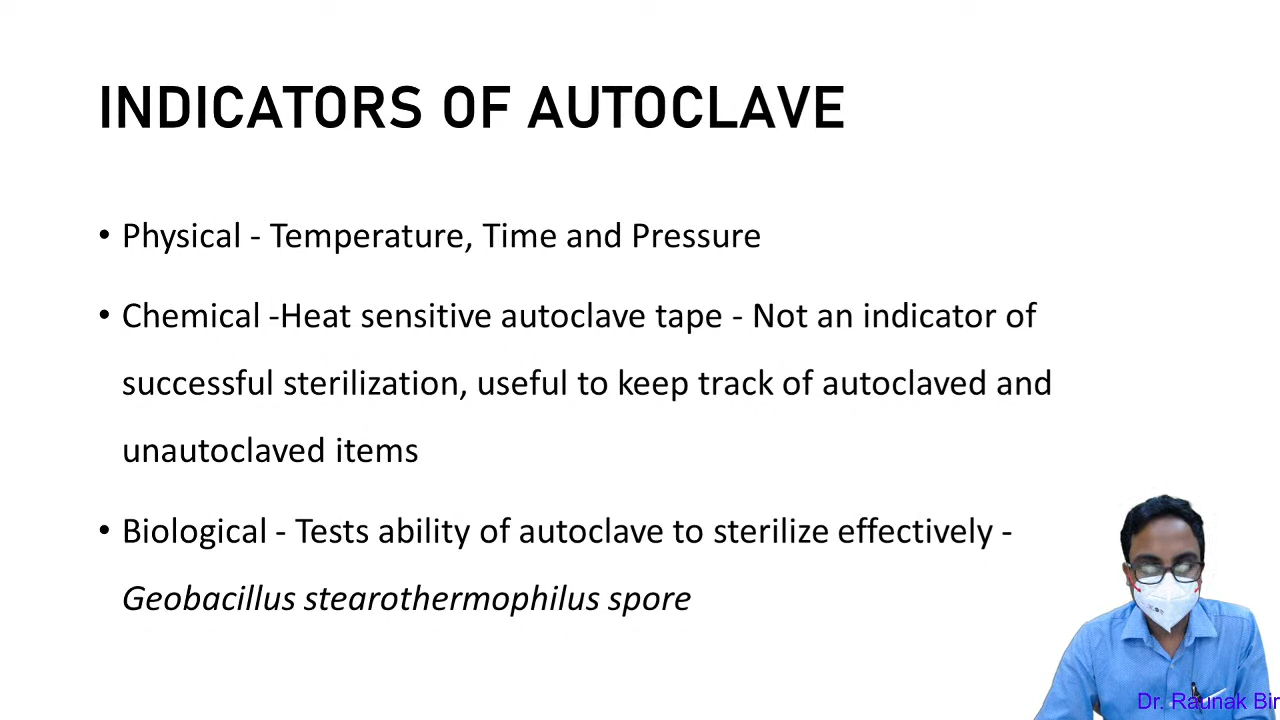 INDICATORS OF AUTOCLAVE
• Physical - Temperature, Time and Pressure
• Chemical -Heat sensitive autoclave tape - Not an indicator of
successful sterilization, useful to keep track of autoclaved and
unautoclaved items
• Biological - Tests ability of autoclave to sterilize effectively -
Geobacillus stearothermophilus spore
Dr. Raunak Bir